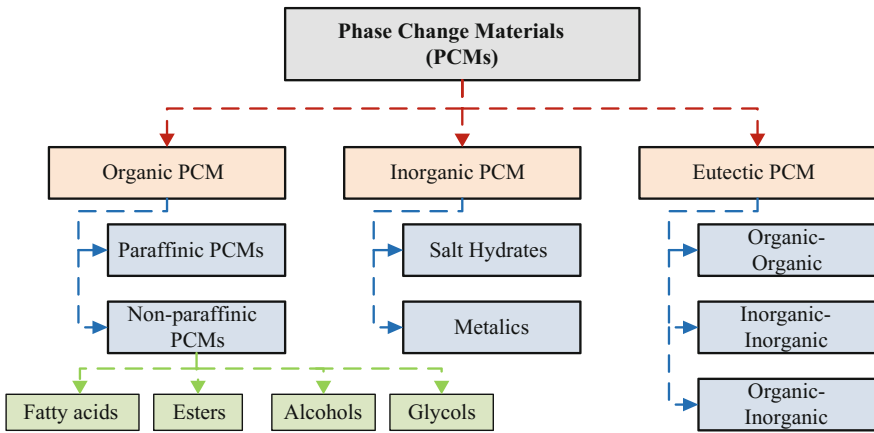 Phase Change Materials
(PCMs)
Organic PCM
Inorganic PCM
Eutectic PCM
Paraffinic PCMs
Salt Hydrates
Organic-
Organic
Non-paraffinic
PCMs
Metalics
Inorganic-
Inorganic
Fatty acids
Esters
Alcohols
Glycols
Organic-
Inorganic